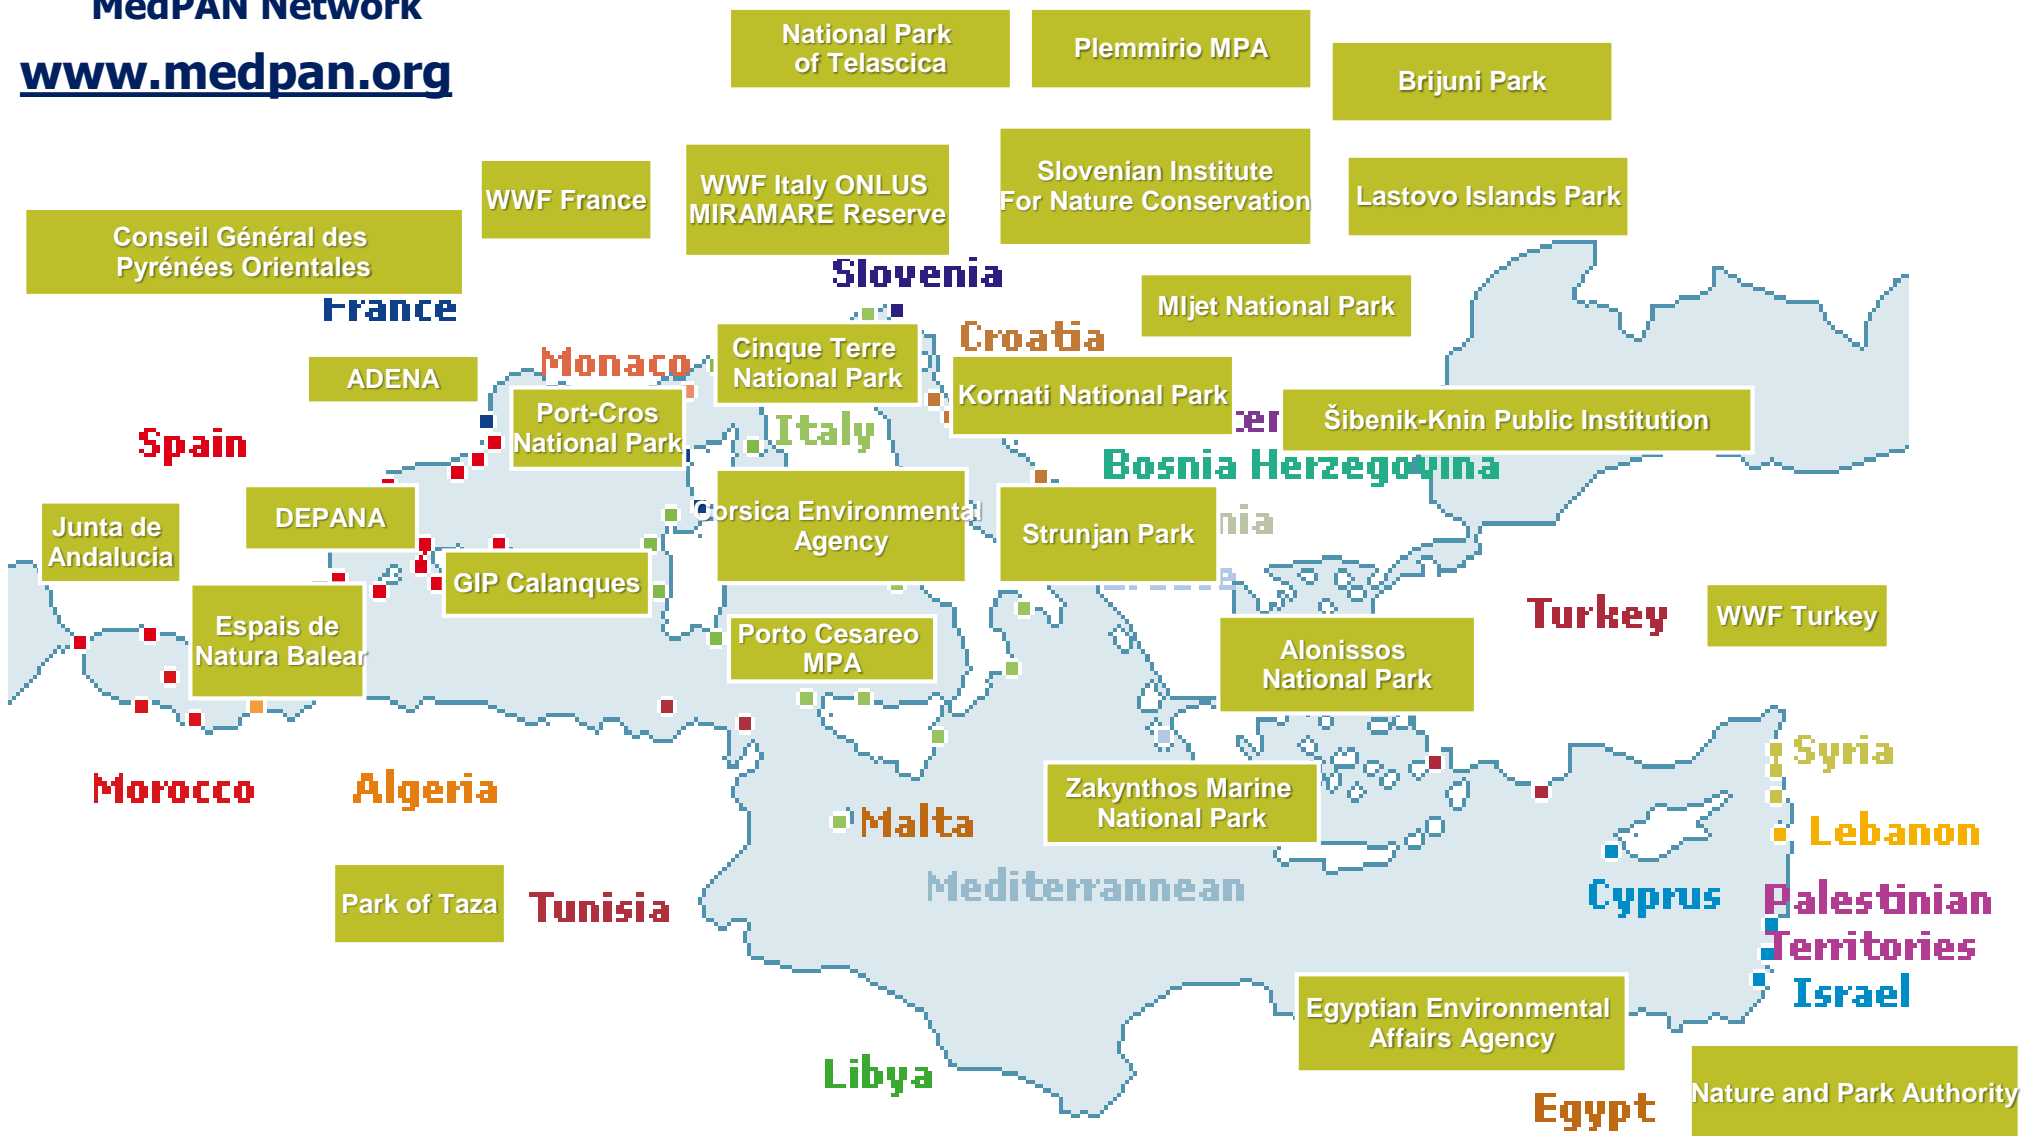 MedPAN Network
www.medpan.org
National Park
of Telascica
Plemmirio MPA
Brijuni Park
WWF France
WWF Italy ONLUS
MIRAMARE Reserve
Slovenian Institute
For Nature Conservation
Lastovo Islands Park
Conseil Général des
Pyrénées Orientales
Slovenia
France
Mljet National Park
Croatia
Monaco
Cinque Terre
National Park
ADENA
Kornati National Park
Port-Cros
National Park
Italy
Šibenik-Knin Public Institution
Spain
Bosnia Herzegovina
DEPANA
Junta de
Andalucia
Corsica Environmental
Agency
Strunjan Park
GIP Calanques
Turkey
WWF Turkey
Espais de
Natura Balear
Porto Cesareo
MPA
Alonissos
National Park
Syria
Morocco
Algeria
Zakynthos Marine
National Park
Malta
Lebanon
Mediterrannean
Cyprus
Palestinian
Territories
Park of Taza
Tunisia
Israel
Egyptian Environmental
Affairs Agency
Libya
Egypt
Nature and Park Authority